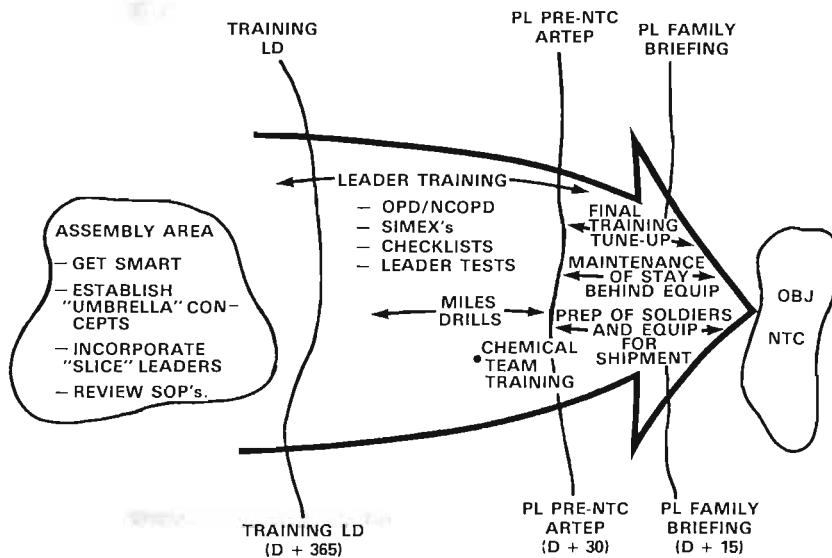 TRAINING
LD
PL PRE-NTC
ARTEP
PL FAMILY
BRIEFING
ASSEMBLY AREA
— GET SMART
— ESTABLISH
"UMBRELLA" CON-
CEPTS
— INCORPORATE
"SLICE" LEADERS
— REVIEW SOP's.
LEADER TRAINING
— OPD/NCOPD
— SIMEX's
— CHECKLISTS
— LEADER TESTS
MILES
DRILLS
• CHEMICAL
TEAM
TRAINING
FINAL
TRAINING
TUNE-UP
MAINTENANCE
OF STAY
BEHIND EQUIP
PREP OF SOLDIERS
AND EQUIP
FOR
SHIPMENT
OBJ
NTC
TRAINING LD
(D + 365)
PL PRE-NTC
ARTEP
(D + 30)
PL FAMILY
BRIEFING
(D + 15)